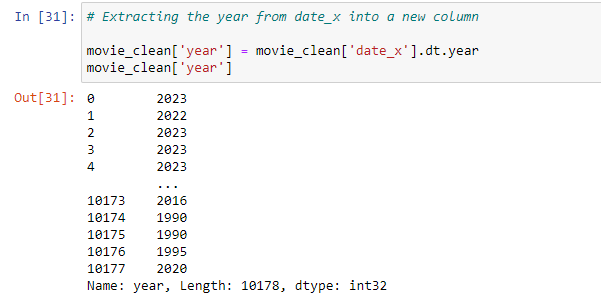 In [31]: # Extracting the year from date_x into a new column
movie_clean['year'] = movie_clean['date_x'].dt.year
movie_clean['year']
Out[31]: 0 2023
1 2022
2 2023
3 2023
4 2023
...
10173 2016
10174 1990
10175 1990
10176 1995
10177 2020
Name: year, Length: 10178, dtype: int32